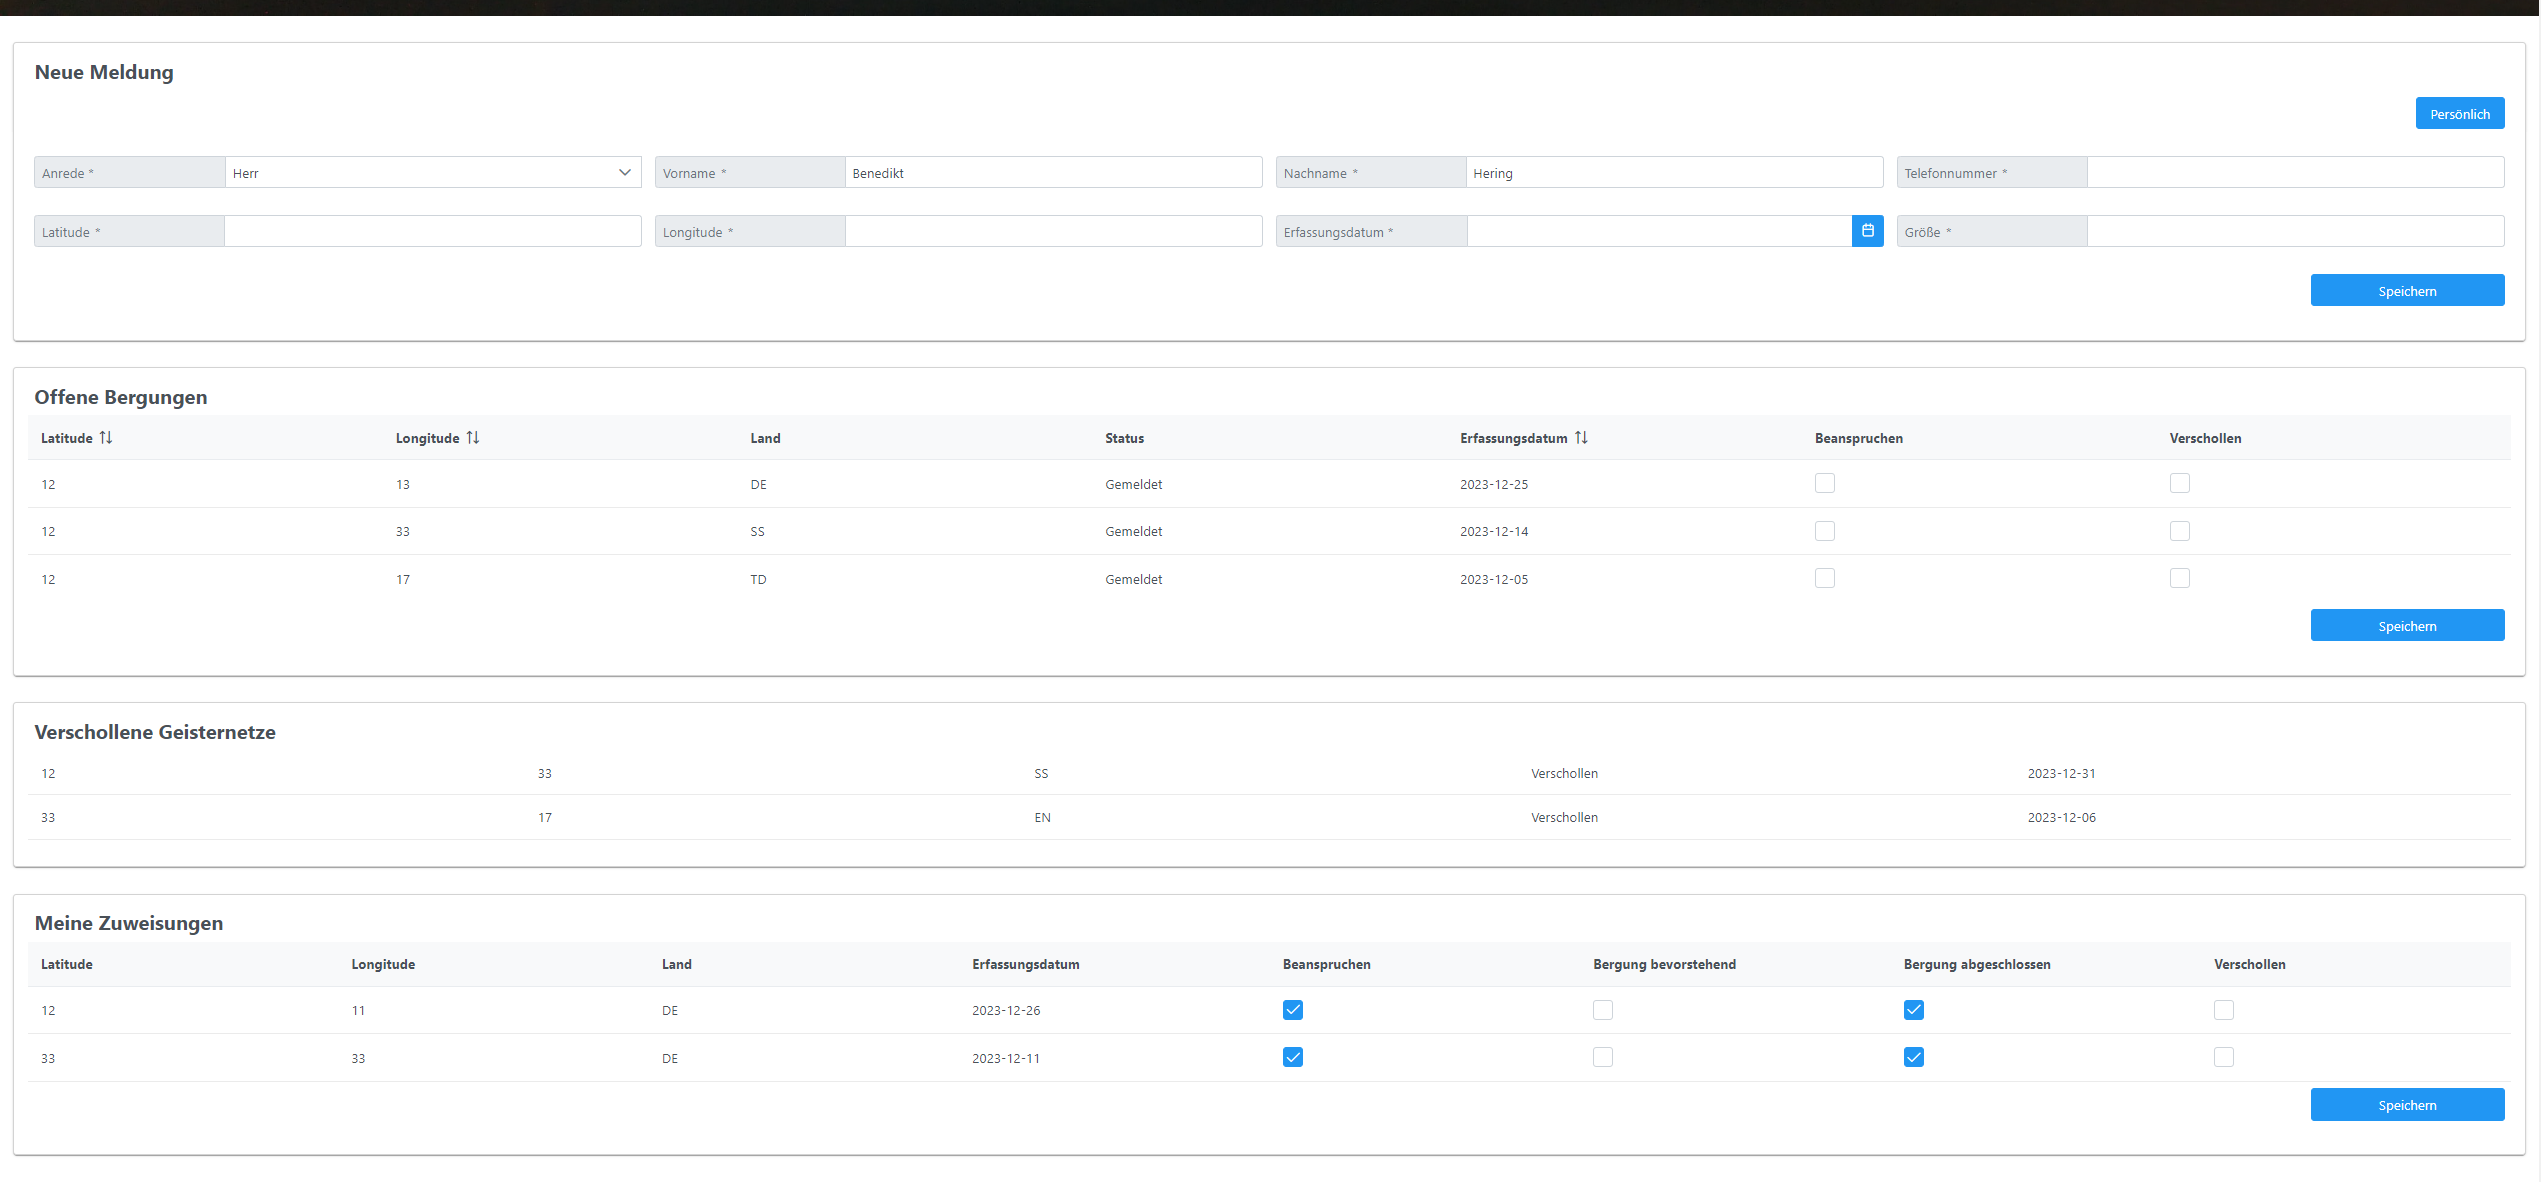 Neue Meldung
Persönlich
Anrede * Herr Vorname * Benedikt Nachname * Hering Telefonnummer *
Latitude * Longitude * Erfassungsdatum * Größe *
Speichern
Offene Bergungen
Latitude Longitude Land Status Erfassungsdatum Beanspruchen Verschollen
12 13 DE Gemeldet 2023-12-25
12 33 SS Gemeldet 2023-12-14
12 17 TD Gemeldet 2023-12-05
Speichern
Verschollene Geisternetze
12 33 SS Verschollen 2023-12-31
33 17 EN Verschollen 2023-12-06
Meine Zuweisungen
Latitude Longitude Land Erfassungsdatum Beanspruchen Bergung bevorstehend Bergung abgeschlossen Verschollen
12 11 DE 2023-12-26
33 33 DE 2023-12-11
Speichern